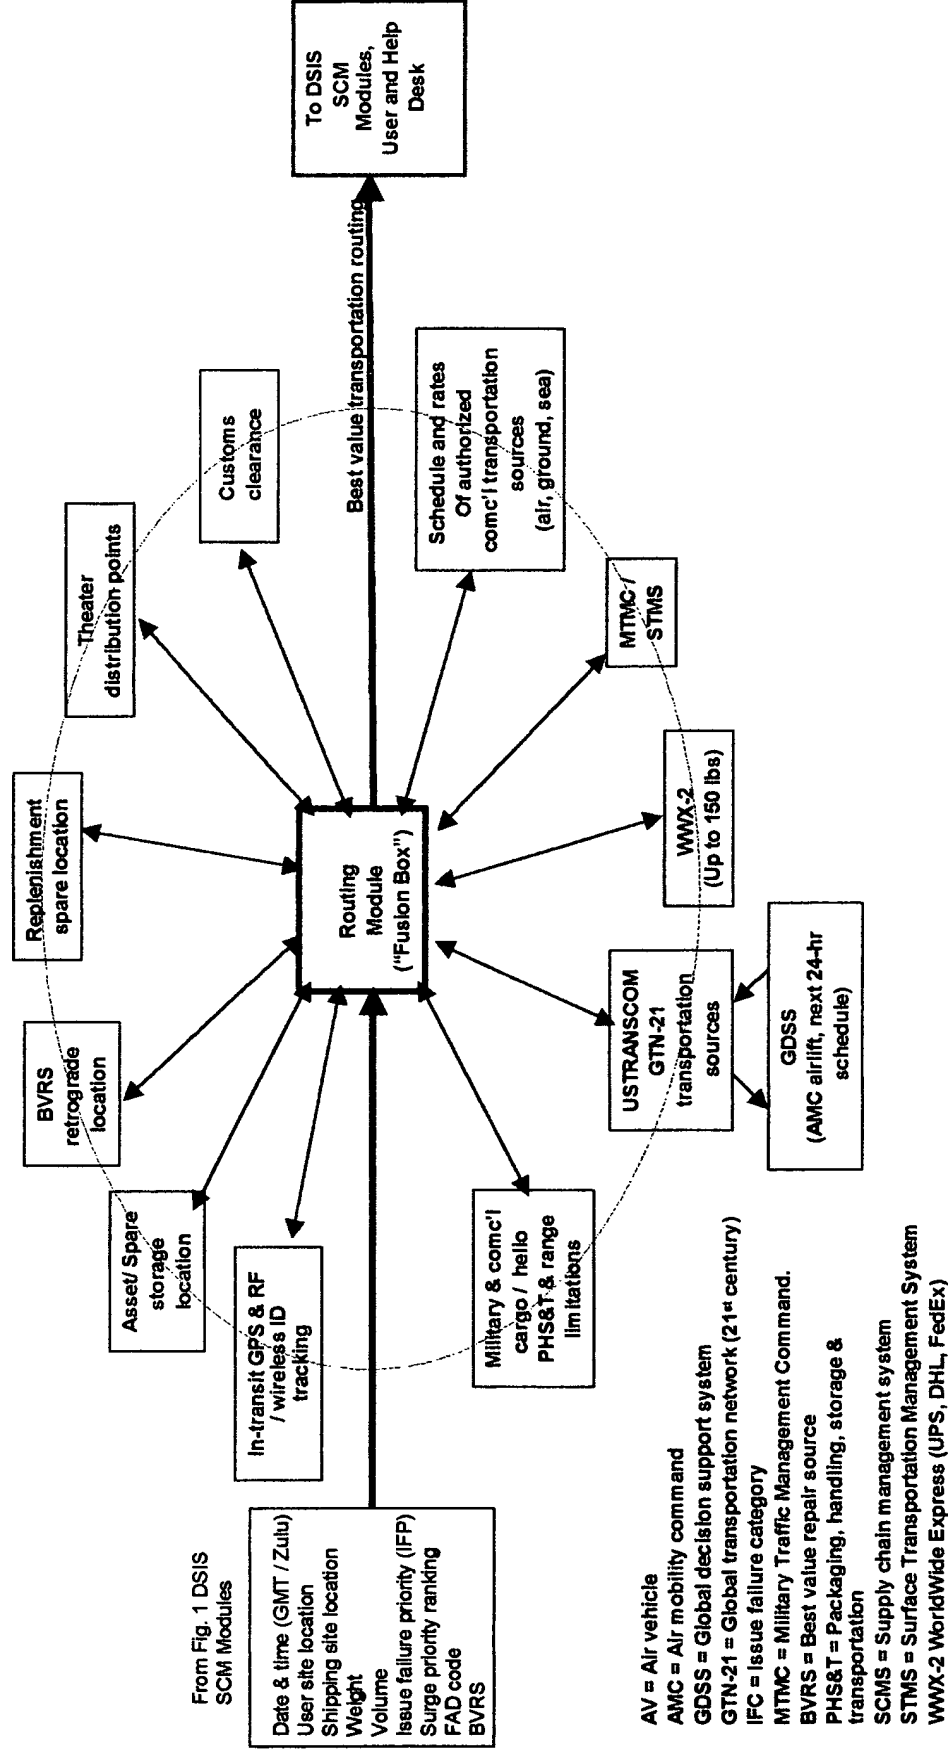 From Fig. 1 DSIS
SCM Modules
Date & time (GMT / Zulu)
User site location
Shipping site location
Weight
Volume
Issue failure priority (IFP)
Surge priority ranking
FAD code
BVRS
In-transit GPS & RF
/ wireless ID
tracking
Asset/ Spare
storage
location
BVRS
retrograde
location
Replenishment
spare location
Theater
distribution points
Customs
clearance
Routing
Module
("Fusion Box")
Best value transportation routing
To DSIS
SCM
Modules,
User and Help
Desk
Schedule and rates
Of authorized
comc'l transportation
sources
(air, ground, sea)
MTMC /
STMS
WWX-2
(Up to 150 lbs)
USTRANSCOM
GTN-21
transportation
sources
GDSS
(AMC airlift, next 24-hr
schedule)
Military & comc'l
cargo / hello
PHS&T & range
limitations
AV = Air vehicle
AMC = Air mobility command
GDSS = Global decision support system
GTN-21 = Global transportation network (21st century)
IFC = Issue failure category
MTMC = Military Traffic Management Command.
BVRS = Best value repair source
PHS&T = Packaging, handling, storage &
transportation
SCMS = Supply chain management system
STMS = Surface Transportation Management System
WWX-2 WorldWide Express (UPS, DHL, FedEx)